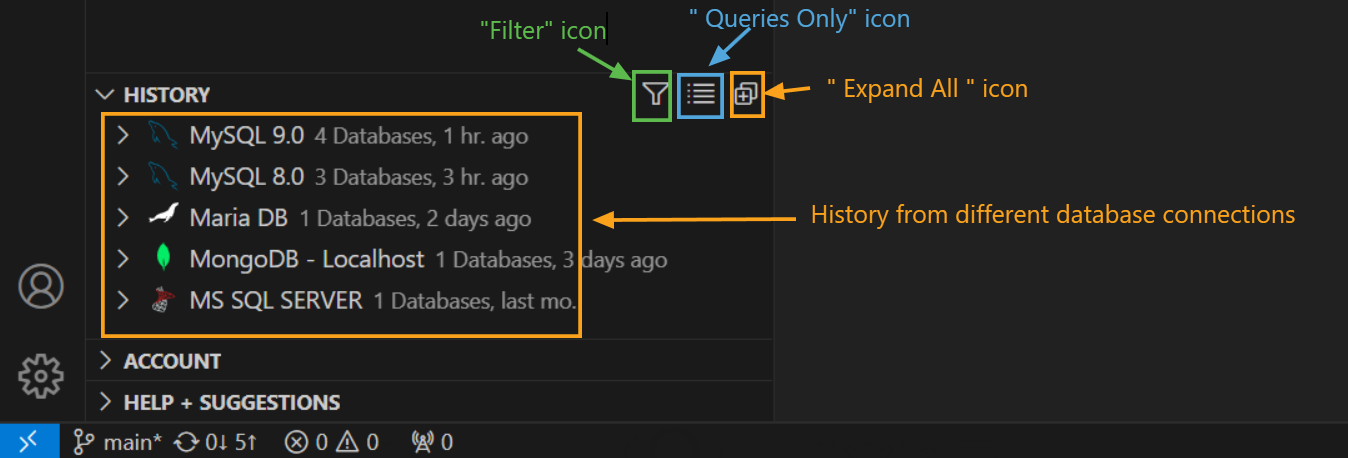 " Queries Only" icon
"Filter" icon
HISTORY
" Expand All " icon
MySQL 9.0 4 Databases, 1 hr. ago
MySQL 8.0 3 Databases, 3 hr. ago
Maria DB 1 Databases, 2 days ago
History from different database connections
MongoDB - Localhost 1 Databases, 3 days ago
MS SQL SERVER 1 Databases, last mo.
ACCOUNT
HELP + SUGGESTIONS
main* 0↓ 5↑ 0 0 0